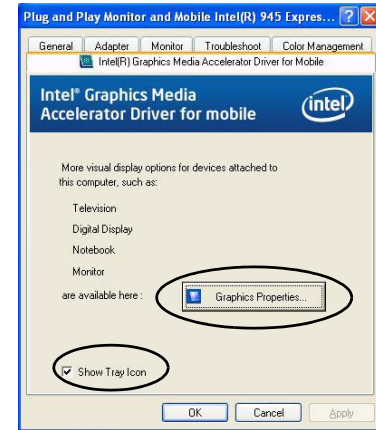 Plug and Play Monitor and Mobile Intel(R) 945 Expres...
General Adapter Monitor Troubleshoot Color Management
Intel(R) Graphics Media Accelerator Driver for Mobile
Intel® Graphics Media
Accelerator Driver for mobile
intel
More visual display options for devices attached to
this computer, such as:
Television
Digital Display
Notebook
Monitor
are available here :
Graphics Properties...
Show Tray Icon
OK Cancel Apply